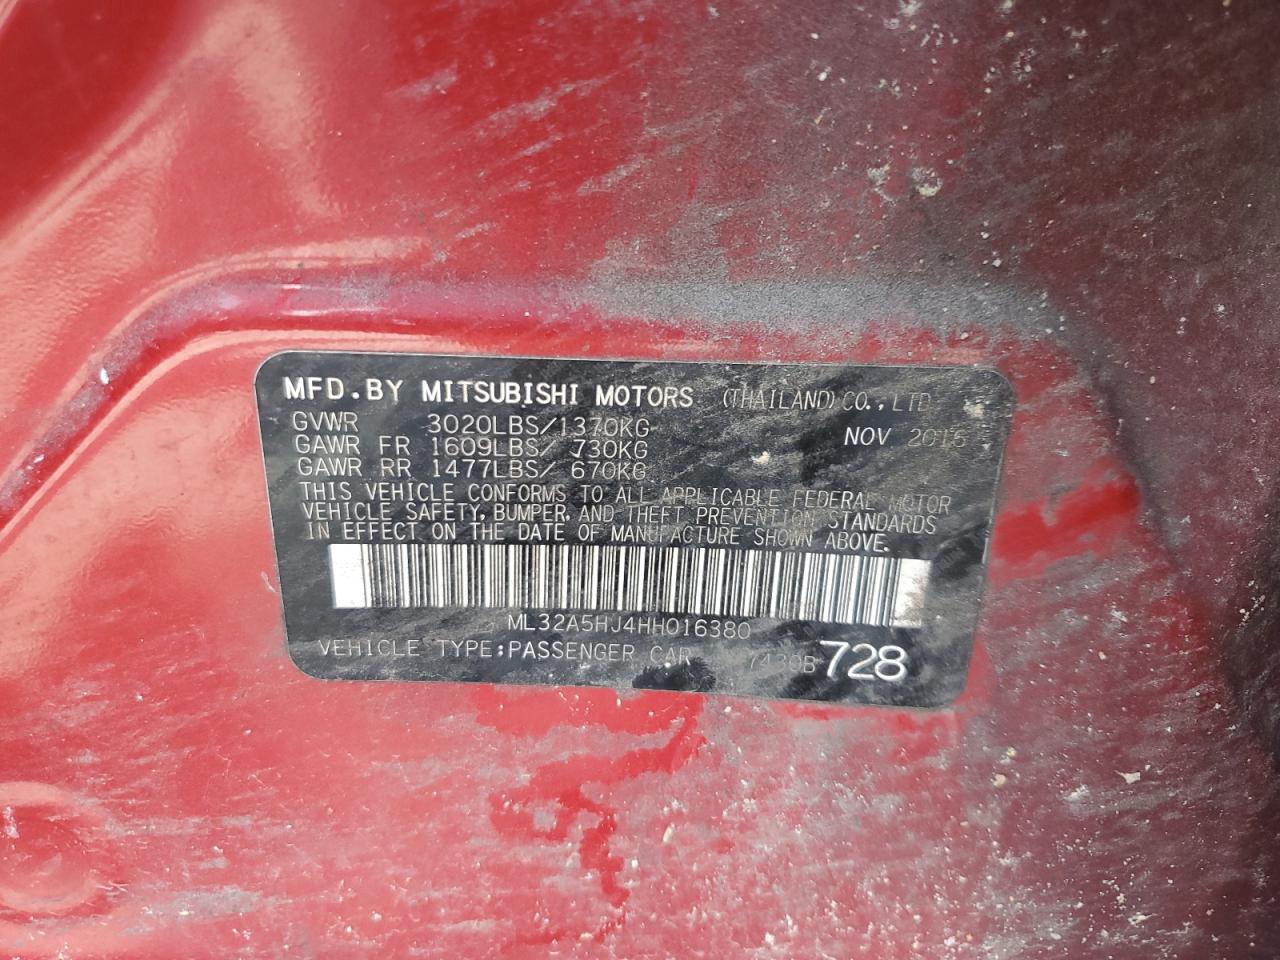 MFD.BY MITSUBISHI MOTORS (THAILAND) CO.,LTD
GVWR 3020LBS/1370KG
NOV 2016
GAWR FR 1609LBS/ 730KG
GAWR RR 1477LBS/ 670KG
THIS VEHICLE CONFORMS TO ALL APPLICABLE FEDERAL MOTOR
VEHICLE SAFETY, BUMPER, AND THEFT PREVENTION STANDARDS
IN EFFECT ON THE DATE OF MANUFACTURE SHOWN ABOVE.
ML32A5HJ4HH016380
VEHICLE TYPE:PASSENGER CAR 728